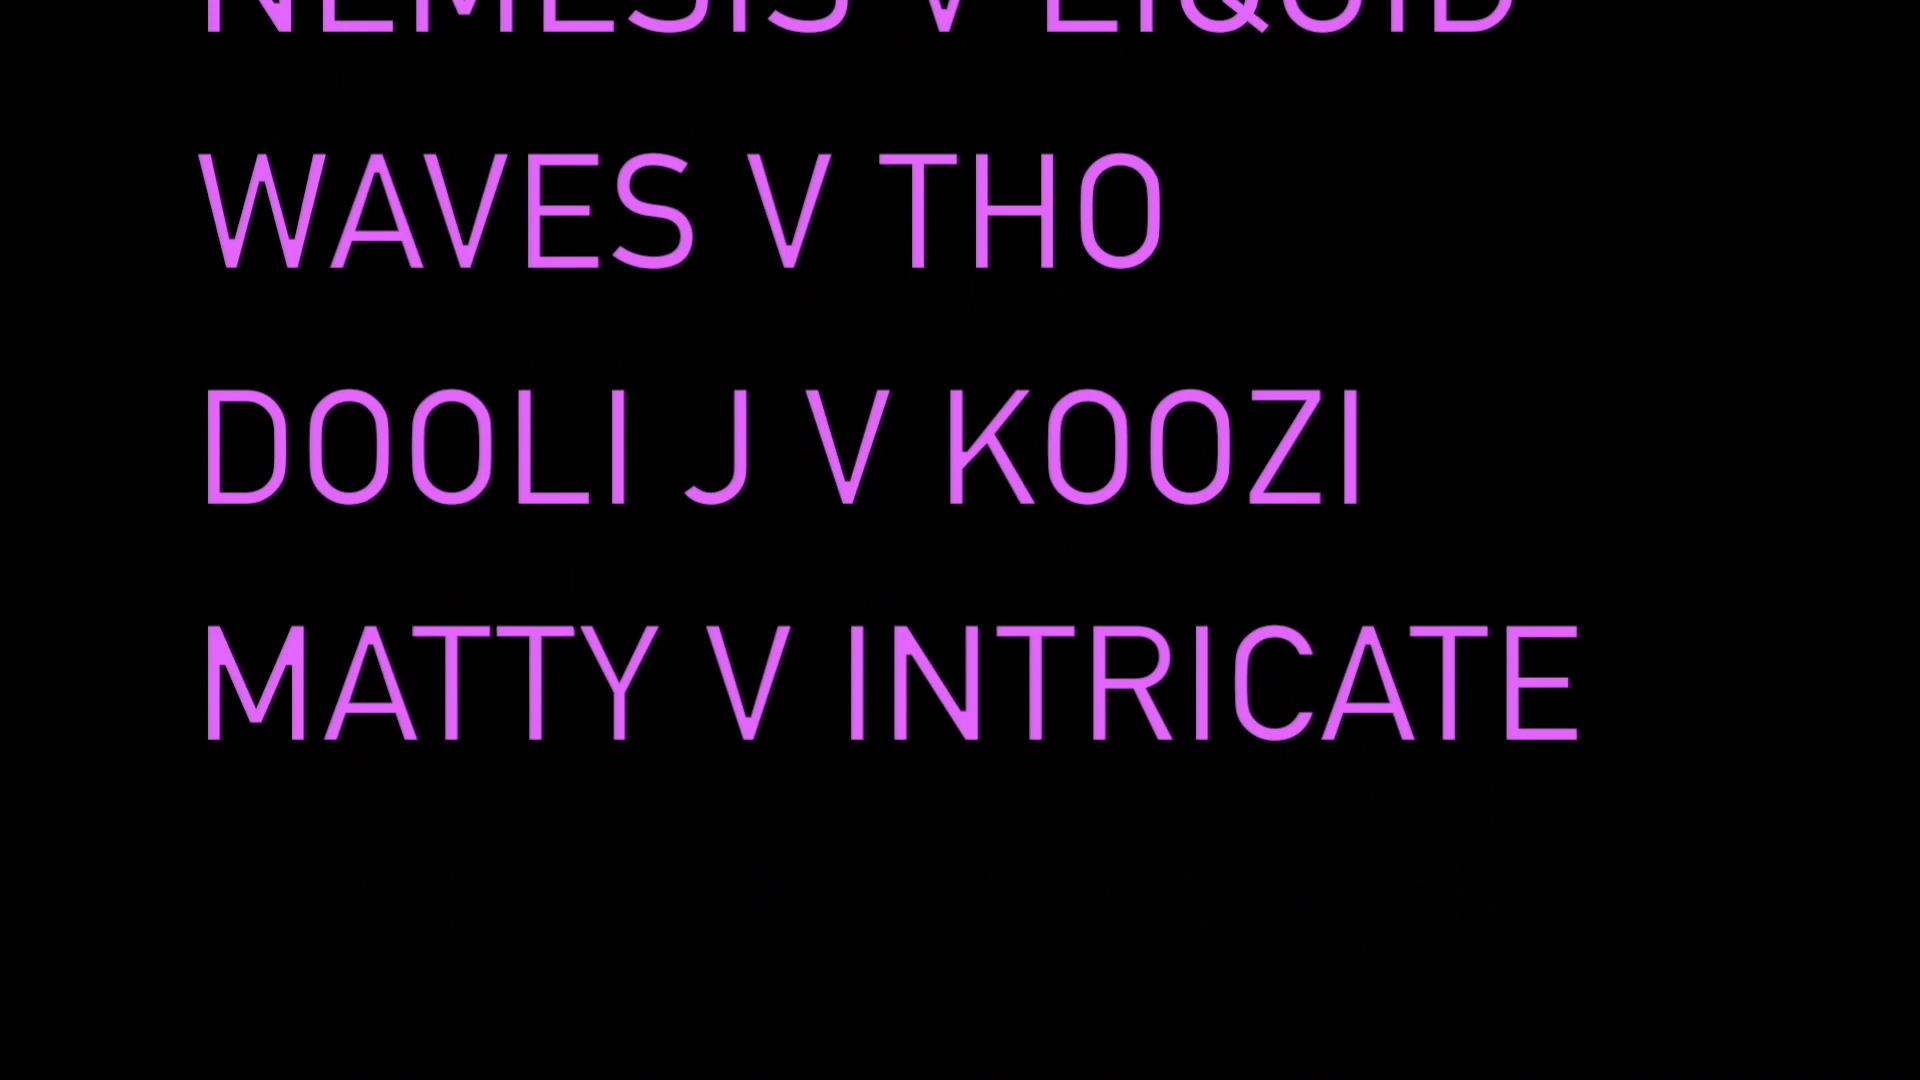 NEMESIS V LIQUID
WAVES V THO
DOOLI J V KOOZI
MATTY V INTRICATE